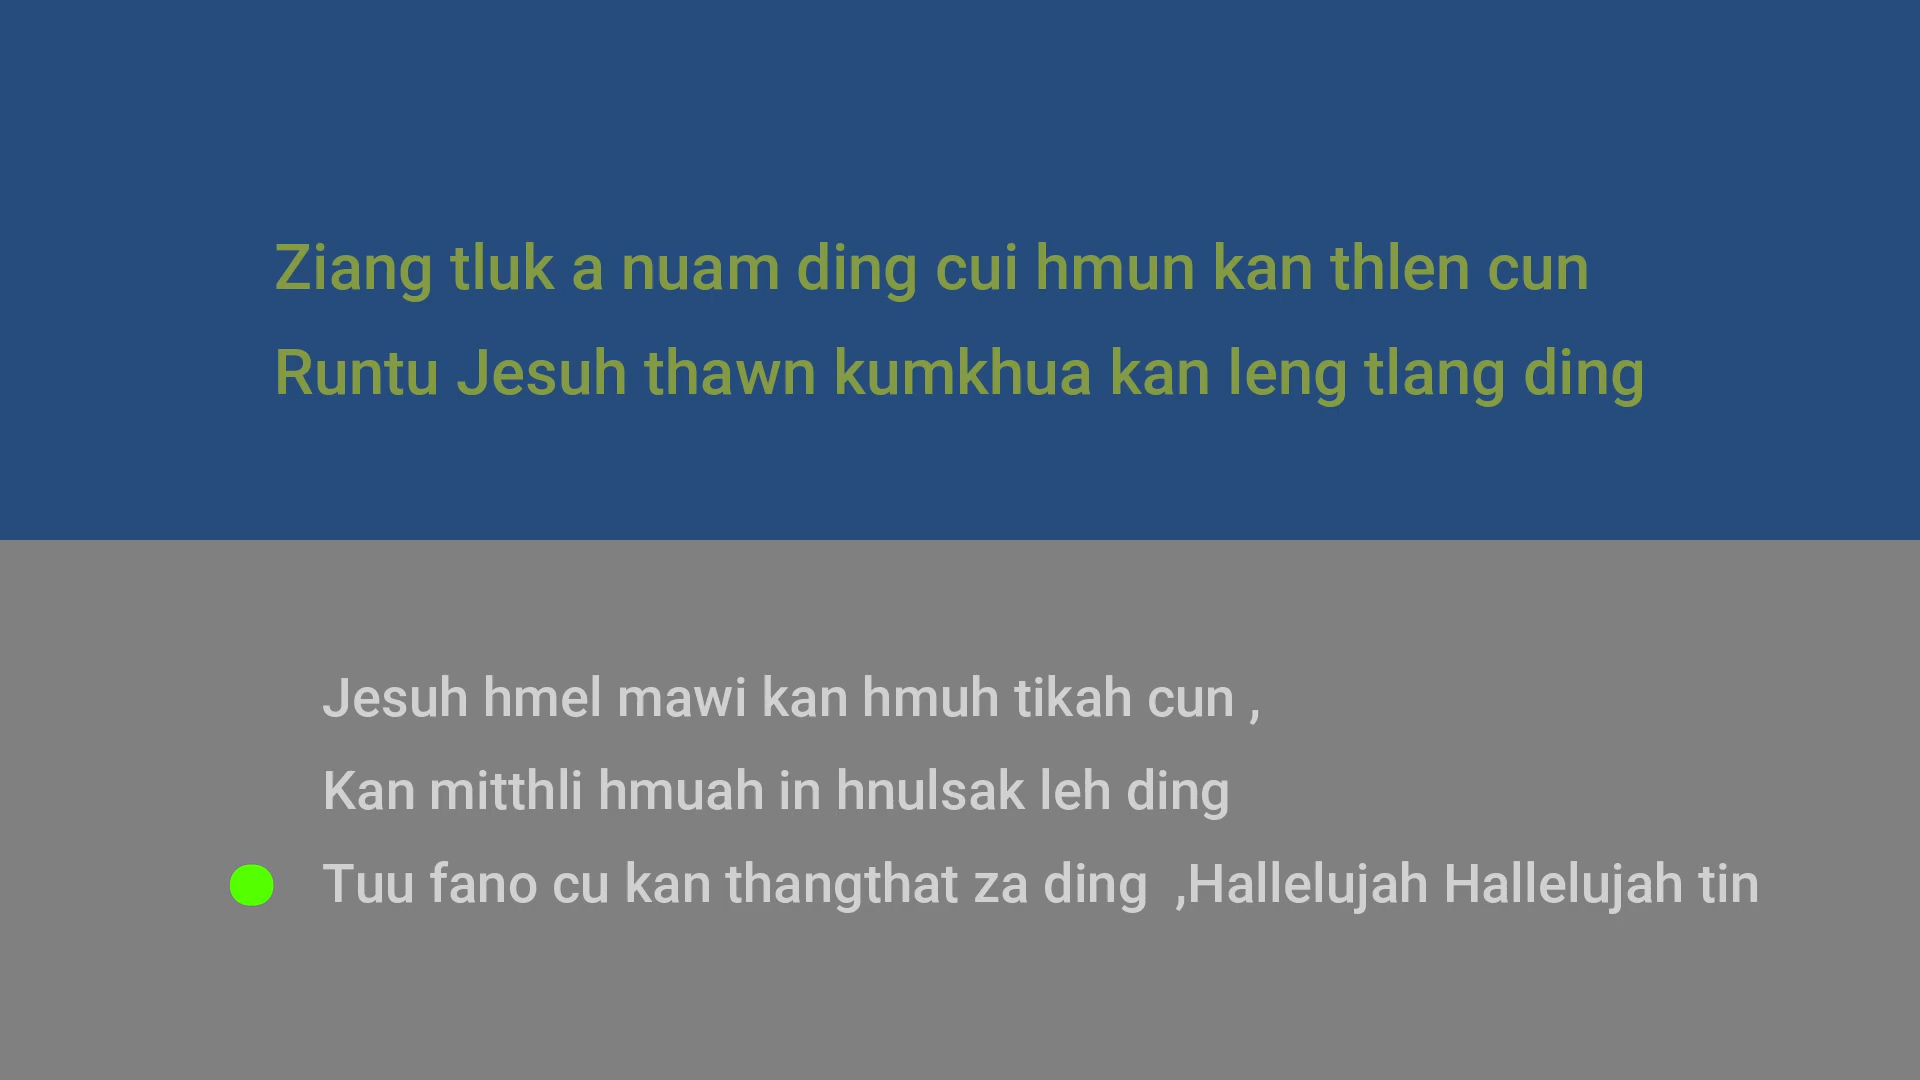 Ziang tluk a nuam ding cui hmun kan thlen cun
Runtu Jesuh thawn kumkhua kan leng tlang ding
Jesuh hmel mawi kan hmuh tikah cun ,
Kan mitthli hmuah in hnulsak leh ding
Tuu fano cu kan thangthat za ding  ,Hallelujah Hallelujah tin